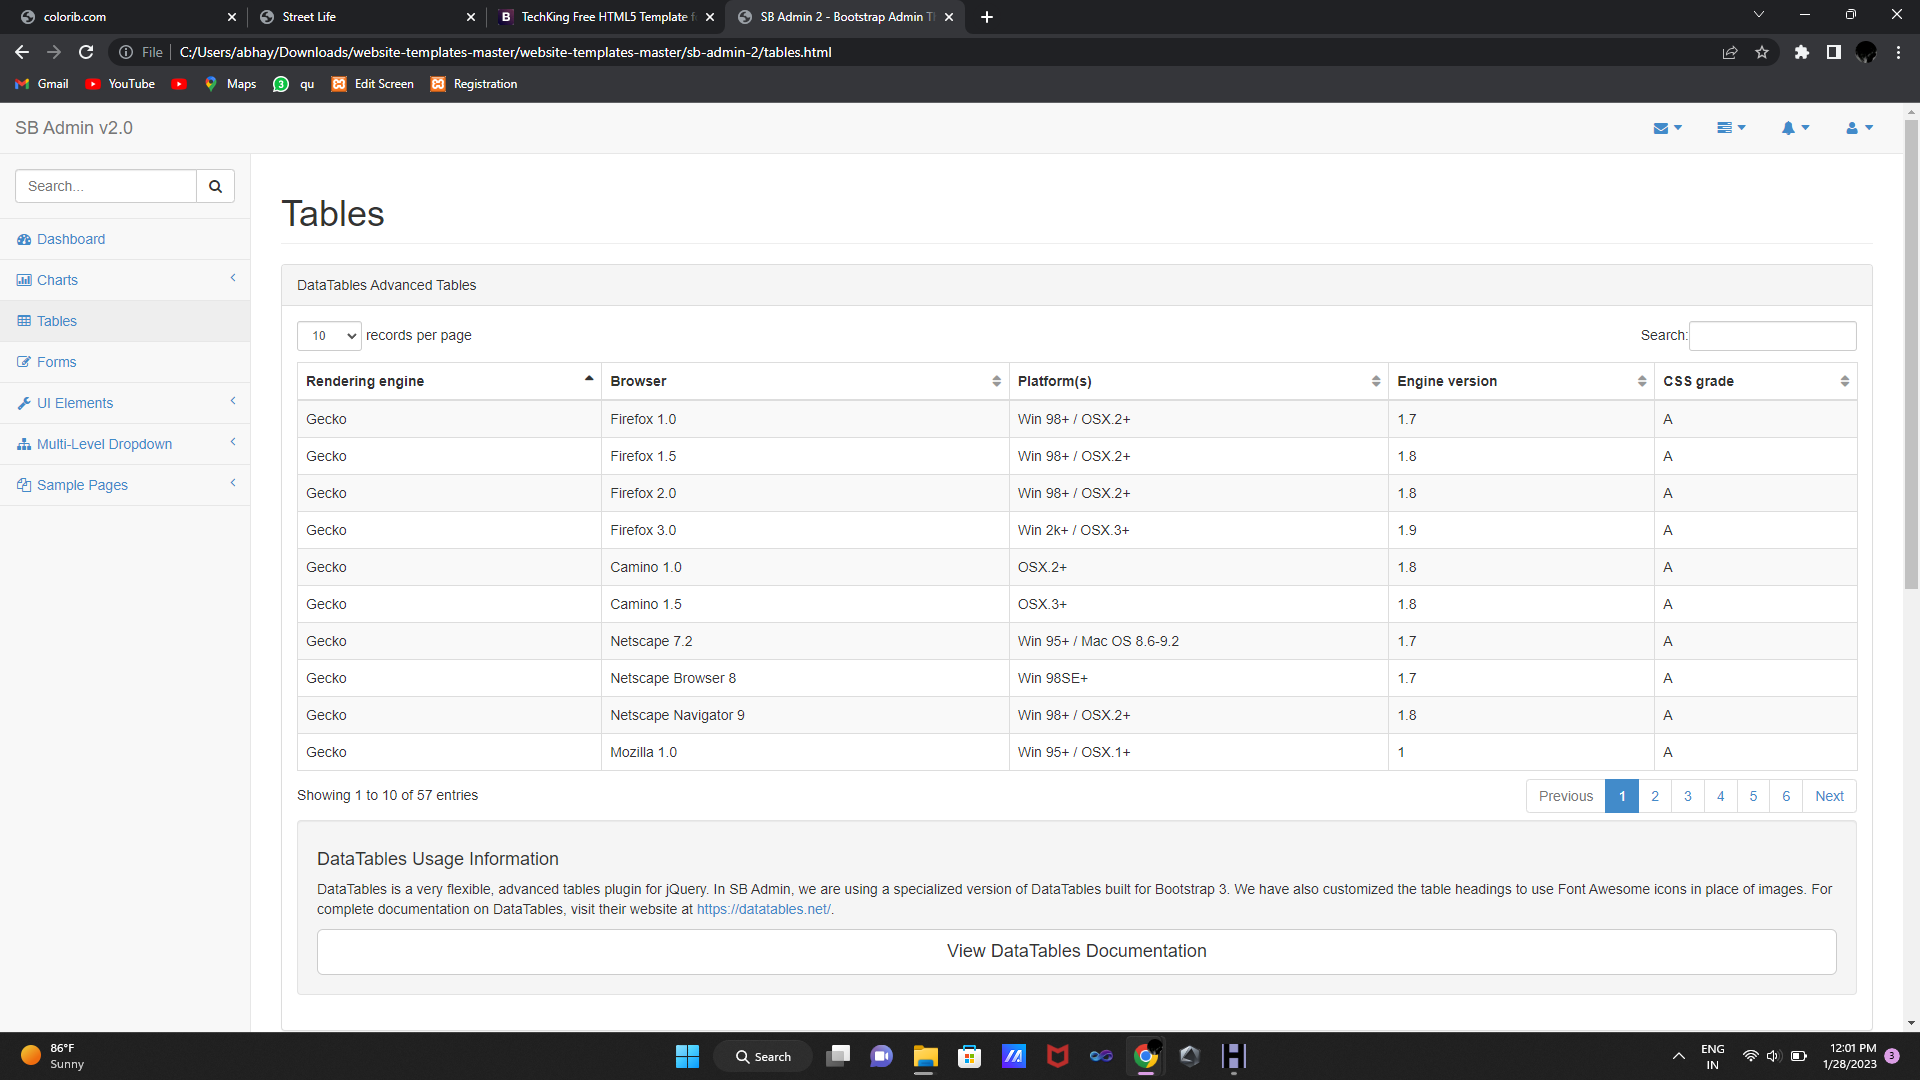 colorib.com
Street Life
TechKing Free HTML5 Template f
SB Admin 2 - Bootstrap Admin T
File
C:/Users/abhay/Downloads/website-templates-master/website-templates-master/sb-admin-2/tables.html
Gmail
YouTube
Maps
3
qu
Edit Screen
Registration
SB Admin v2.0
Search...
Dashboard
Charts
Tables
Forms
UI Elements
Multi-Level Dropdown
Sample Pages
Tables
DataTables Advanced Tables
10 records per page
Search:
Rendering engine Browser Platform(s) Engine version CSS grade
Gecko Firefox 1.0 Win 98+ / OSX.2+ 1.7 A
Gecko Firefox 1.5 Win 98+ / OSX.2+ 1.8 A
Gecko Firefox 2.0 Win 98+ / OSX.2+ 1.8 A
Gecko Firefox 3.0 Win 2k+ / OSX.3+ 1.9 A
Gecko Camino 1.0 OSX.2+ 1.8 A
Gecko Camino 1.5 OSX.3+ 1.8 A
Gecko Netscape 7.2 Win 95+ / Mac OS 8.6-9.2 1.7 A
Gecko Netscape Browser 8 Win 98SE+ 1.7 A
Gecko Netscape Navigator 9 Win 98+ / OSX.2+ 1.8 A
Gecko Mozilla 1.0 Win 95+ / OSX.1+ 1 A
Showing 1 to 10 of 57 entries
Previous 1 2 3 4 5 6 Next
DataTables Usage Information
DataTables is a very flexible, advanced tables plugin for jQuery. In SB Admin, we are using a specialized version of DataTables built for Bootstrap 3. We have also customized the table headings to use Font Awesome icons in place of images. For
complete documentation on DataTables, visit their website at https://datatables.net/.
View DataTables Documentation
86°F
Sunny
Search
ENG
IN
12:01 PM
1/28/2023
3